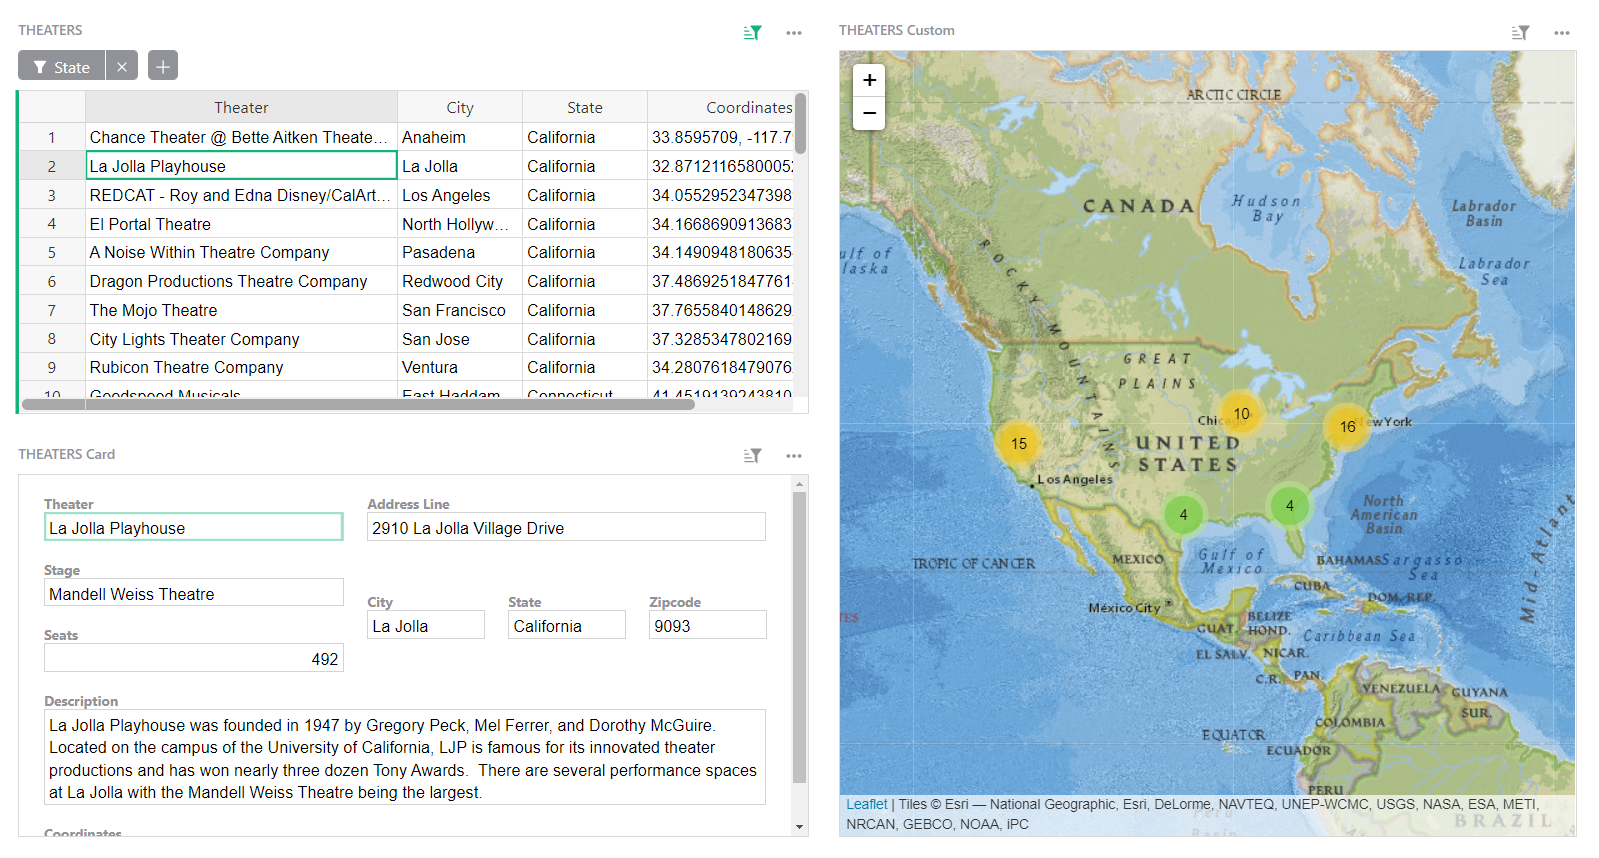 THEATERS
State
Theater City State Coordinates
1 Chance Theater @ Bette Aitken Theate... Anaheim California 33.8595709, -117.7
2 La Jolla Playhouse La Jolla California 32.8712116580005
3 REDCAT - Roy and Edna Disney/CalArt... Los Angeles California 34.0552952347398
4 El Portal Theatre North Hollyw... California 34.1668690913683
5 A Noise Within Theatre Company Pasadena California 34.1490948180635
6 Dragon Productions Theatre Company Redwood City California 37.4869251847761
7 The Mojo Theatre San Francisco California 37.7655840148629
8 City Lights Theater Company San Jose California 37.3285347802169
9 Rubicon Theatre Company Ventura California 34.2807618479076
10 Goodspeed Musicals East Haddam Connecticut 41.4519139243810
THEATERS Card
Theater
La Jolla Playhouse
Address Line
2910 La Jolla Village Drive
Stage
Mandell Weiss Theatre
City
La Jolla
State
California
Zipcode
9093
Seats
492
Description
La Jolla Playhouse was founded in 1947 by Gregory Peck, Mel Ferrer, and Dorothy McGuire.
Located on the campus of the University of California, LJP is famous for its innovated theater
productions and has won nearly three dozen Tony Awards.  There are several performance spaces
at La Jolla with the Mandell Weiss Theatre being the largest.
Coordinates
THEATERS Custom
+
−
ARCTIC CIRCLE
CANADA
Hudson
Bay
Labrador
Basin
Labrador
Sea
ulf of
laska
ROCKY MOUNTAINS
GREAT
PLAINS
10
Chicago
16
New York
15
UNITED
STATES
Los Angeles
4
4
North
American
Basin
Mid-Atlant
Gulf of
Mexico
MEXICO
TROPIC OF CANCER
BAHAMAS
Sargasso
Sea
CUBA
DOM. REP.
México City
TES
BELIZE
GUAT. HOND.
Caribbean Sea
EL SALV. NICAR.
C.R. PAN.
VENEZUELA
GUYANA
SUR.
COLOMBIA
EQUATOR
ECUADOR
PERU
Peru
Basin
BRAZIL
Leaflet | Tiles © Esri — National Geographic, Esri, DeLorme, NAVTEQ, UNEP-WCMC, USGS, NASA, ESA, METI,
NRCAN, GEBCO, NOAA, iPC